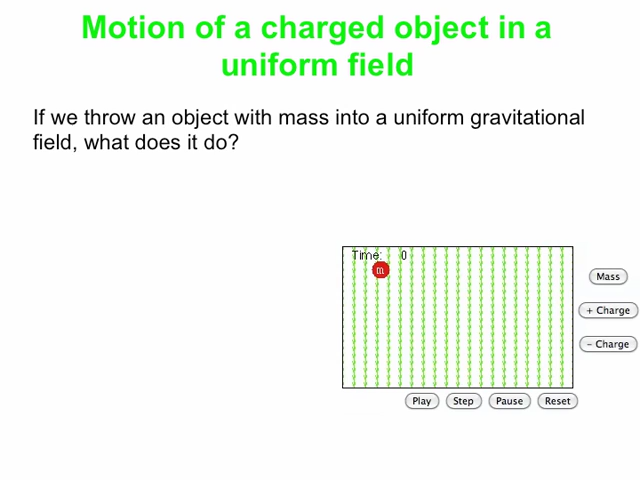 Motion of a charged object in a
uniform field
If we throw an object with mass into a uniform gravitational
field, what does it do?
Time: 0
m
Mass
+ Charge
- Charge
Play Step Pause Reset